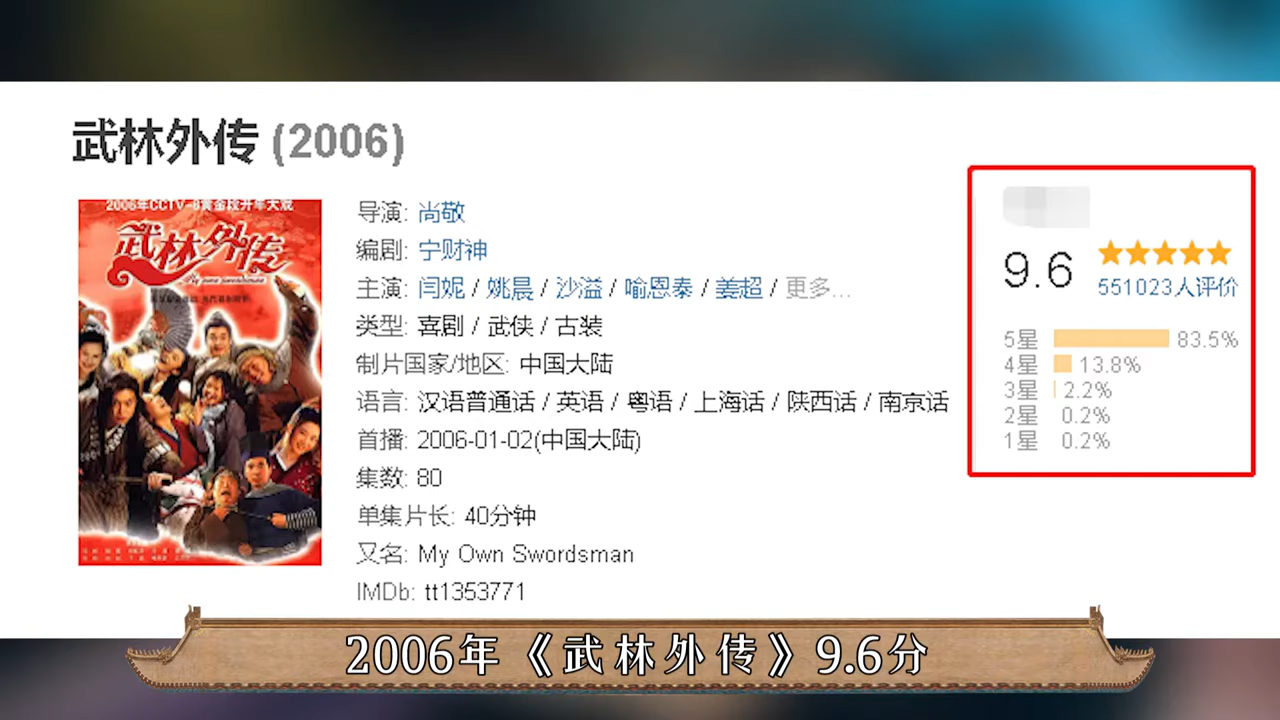 武林外传 (2006)
2006年CCTV-8黄金段开年大戏
武林外传
My own swordsman
导演: 尚敬
编剧: 宁财神
主演: 闫妮 / 姚晨 / 沙溢 / 喻恩泰 / 姜超 / 更多...
类型: 喜剧 / 武侠 / 古装
制片国家/地区: 中国大陆
语言: 汉语普通话 / 英语 / 粤语 / 上海话 / 陕西话 / 南京话
首播: 2006-01-02(中国大陆)
集数: 80
单集片长: 40分钟
又名: My Own Swordsman
IMDb: tt1353771
9.6
551023人评价
5星 83.5%
4星 13.8%
3星 2.2%
2星 0.2%
1星 0.2%
2006年《武林外传》9.6分